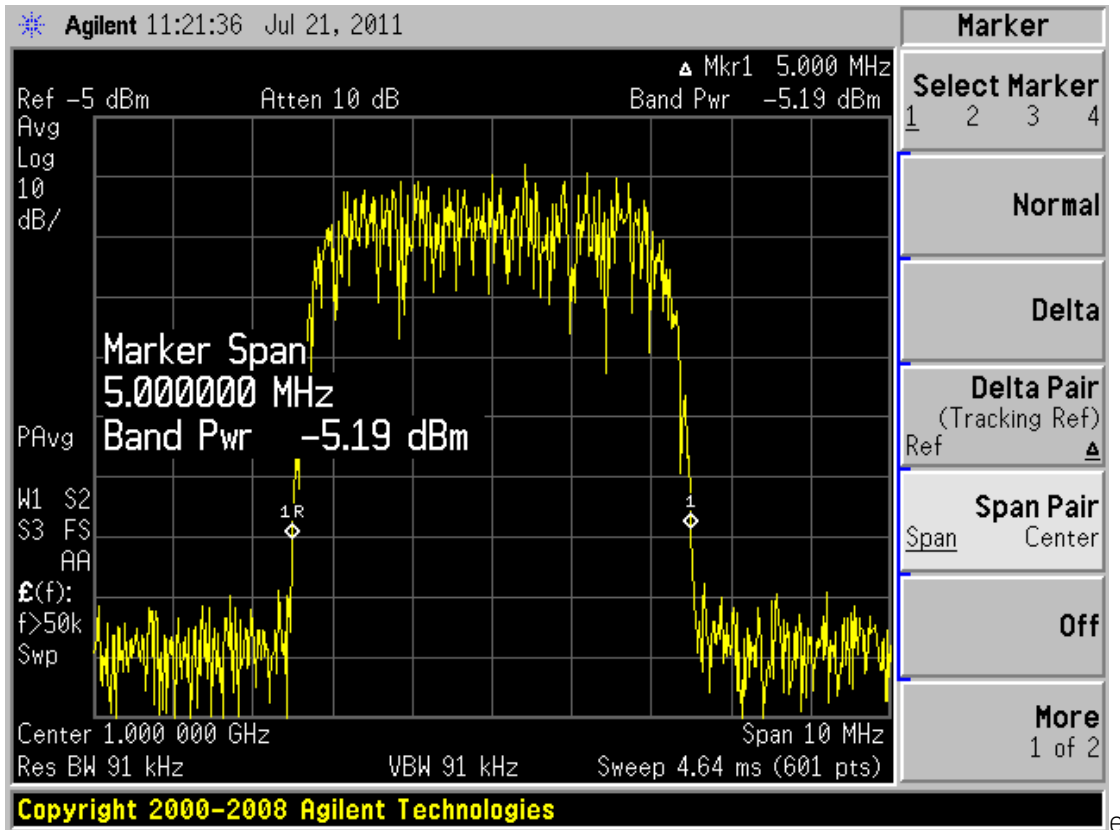 Agilent 11:21:36 Jul 21, 2011
Marker
Δ Mkr1 5.000 MHz
Ref -5 dBm Atten 10 dB Band Pwr -5.19 dBm
Avg
Log
10
dB/
Marker Span
5.000000 MHz
Band Pwr -5.19 dBm
PAvg
W1 S2
S3 FS
AA
£(f):
f>50k
Swp
1R
1
Center 1.000 000 GHz Span 10 MHz
Res BW 91 kHz VBW 91 kHz Sweep 4.64 ms (601 pts)
Select Marker
1 2 3 4
Normal
Delta
Delta Pair
(Tracking Ref)
Ref Δ
Span Pair
Span Center
Off
More
1 of 2
Copyright 2000-2008 Agilent Technologies